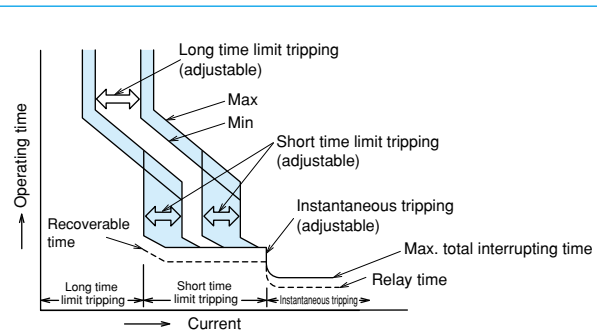 Long time limit tripping
(adjustable)
Max
Min
Short time limit tripping
(adjustable)
Instantaneous tripping
(adjustable)
Max. total interrupting time
Relay time
Recoverable
time
Operating time
Long time
limit tripping
Short time
limit tripping
Instantaneous tripping
Current